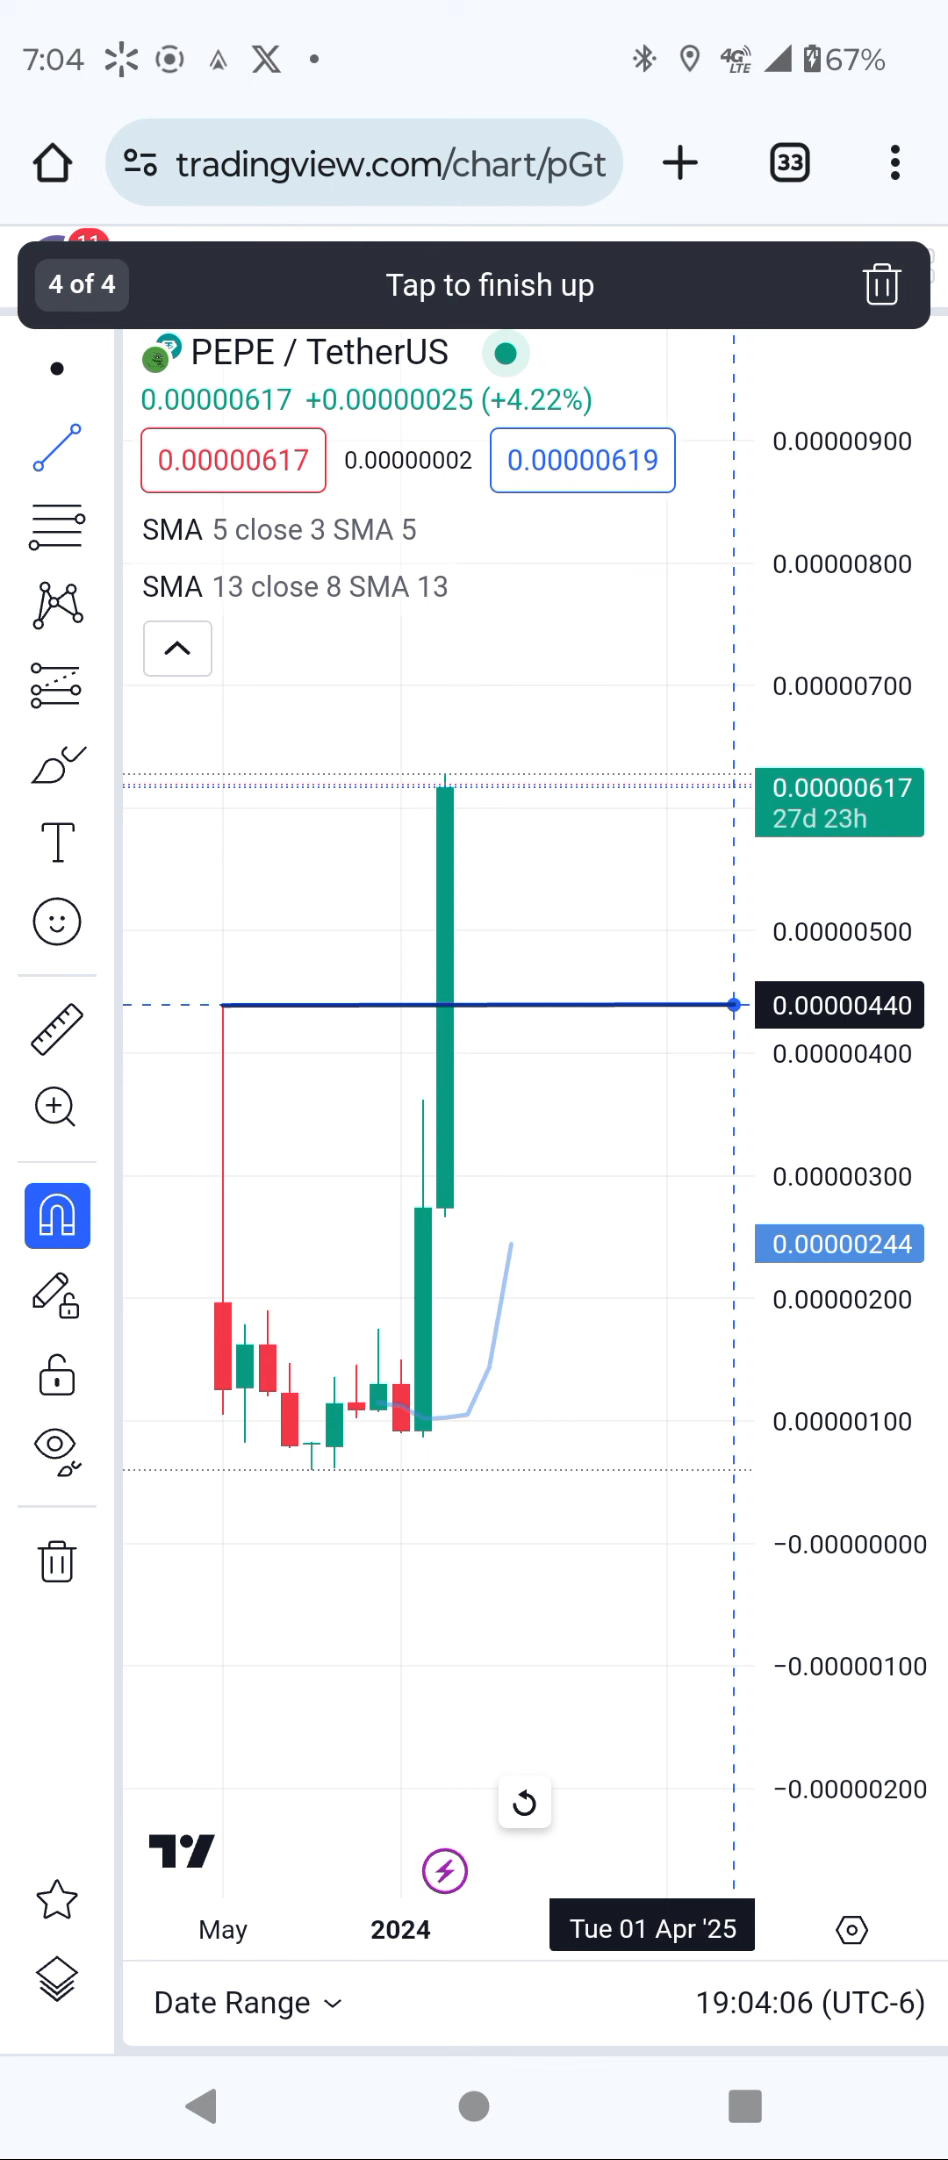 7:04
4G LTE
67%
tradingview.com/chart/pGt
33
11
4 of 4
Tap to finish up
PEPE / TetherUS
0.00000617 +0.00000025 (+4.22%)
0.00000617 0.00000002 0.00000619
SMA 5 close 3 SMA 5
SMA 13 close 8 SMA 13
0.00000900
0.00000800
0.00000700
0.00000617
27d 23h
0.00000500
0.00000440
0.00000400
0.00000300
0.00000244
0.00000200
0.00000100
−0.00000000
−0.00000100
−0.00000200
May
2024
Tue 01 Apr '25
Date Range
19:04:06 (UTC-6)